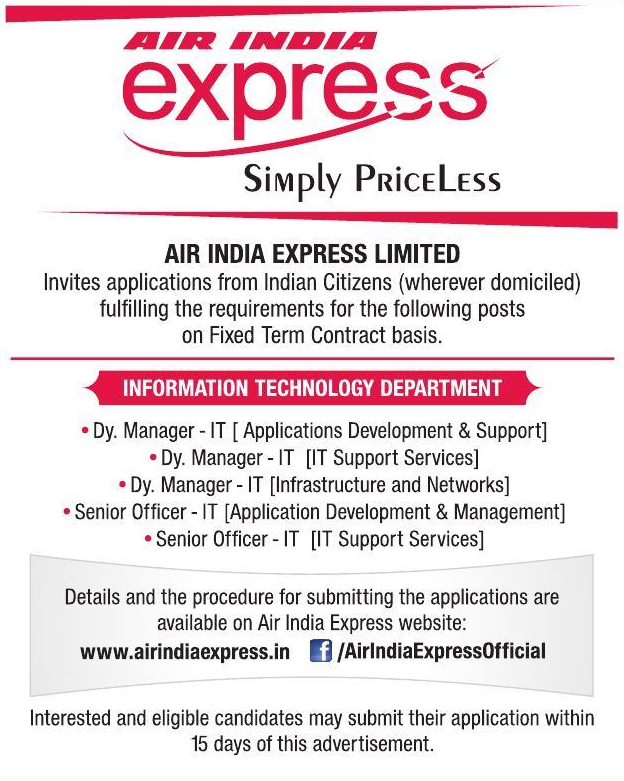 AIR INDIA
express
Simply PriceLess
AIR INDIA EXPRESS LIMITED
Invites applications from Indian Citizens (wherever domiciled)
fulfilling the requirements for the following posts
on Fixed Term Contract basis.
INFORMATION TECHNOLOGY DEPARTMENT
• Dy. Manager - IT [ Applications Development & Support]
• Dy. Manager - IT [IT Support Services]
• Dy. Manager - IT [Infrastructure and Networks]
• Senior Officer - IT [Application Development & Management]
• Senior Officer - IT [IT Support Services]
Details and the procedure for submitting the applications are
available on Air India Express website:
www.airindiaexpress.in f /AirIndiaExpressOfficial
Interested and eligible candidates may submit their application within
15 days of this advertisement.